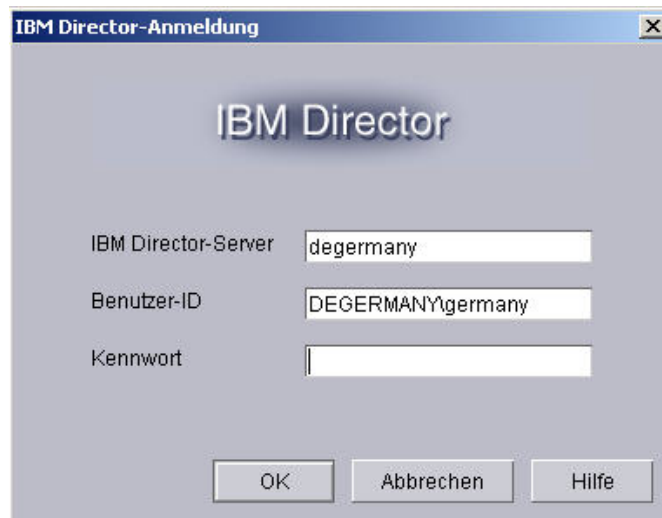 IBM Director-Anmeldung
IBM Director
IBM Director-Server degermany
Benutzer-ID DEGERMANY\germany
Kennwort
OK Abbrechen Hilfe